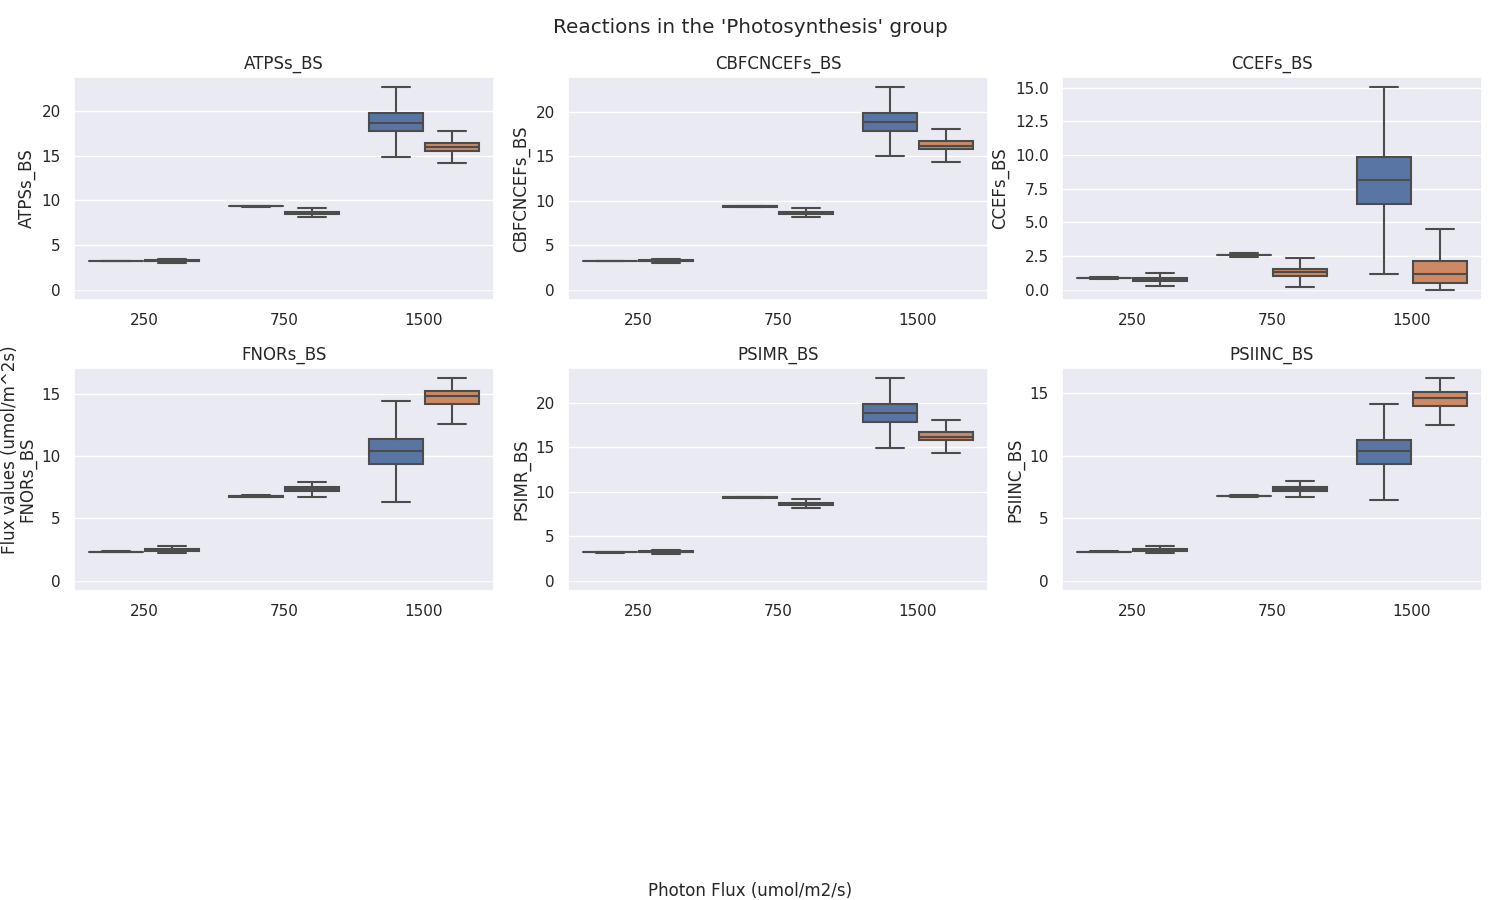 Reactions in the 'Photosynthesis' group
ATPSs_BS
ATPSs_BS
20
15
10
5
0
250 750 1500
CBFCNCEFs_BS
CBFCNCEFs_BS
20
15
10
5
0
250 750 1500
CCEFs_BS
CCEFs_BS
15.0
12.5
10.0
7.5
5.0
2.5
0.0
250 750 1500
Flux values (umol/m^2s)
FNORs_BS
FNORs_BS
15
10
5
0
250 750 1500
PSIMR_BS
PSIMR_BS
20
15
10
5
0
250 750 1500
PSIINC_BS
PSIINC_BS
15
10
5
0
250 750 1500
Photon Flux (umol/m2/s)